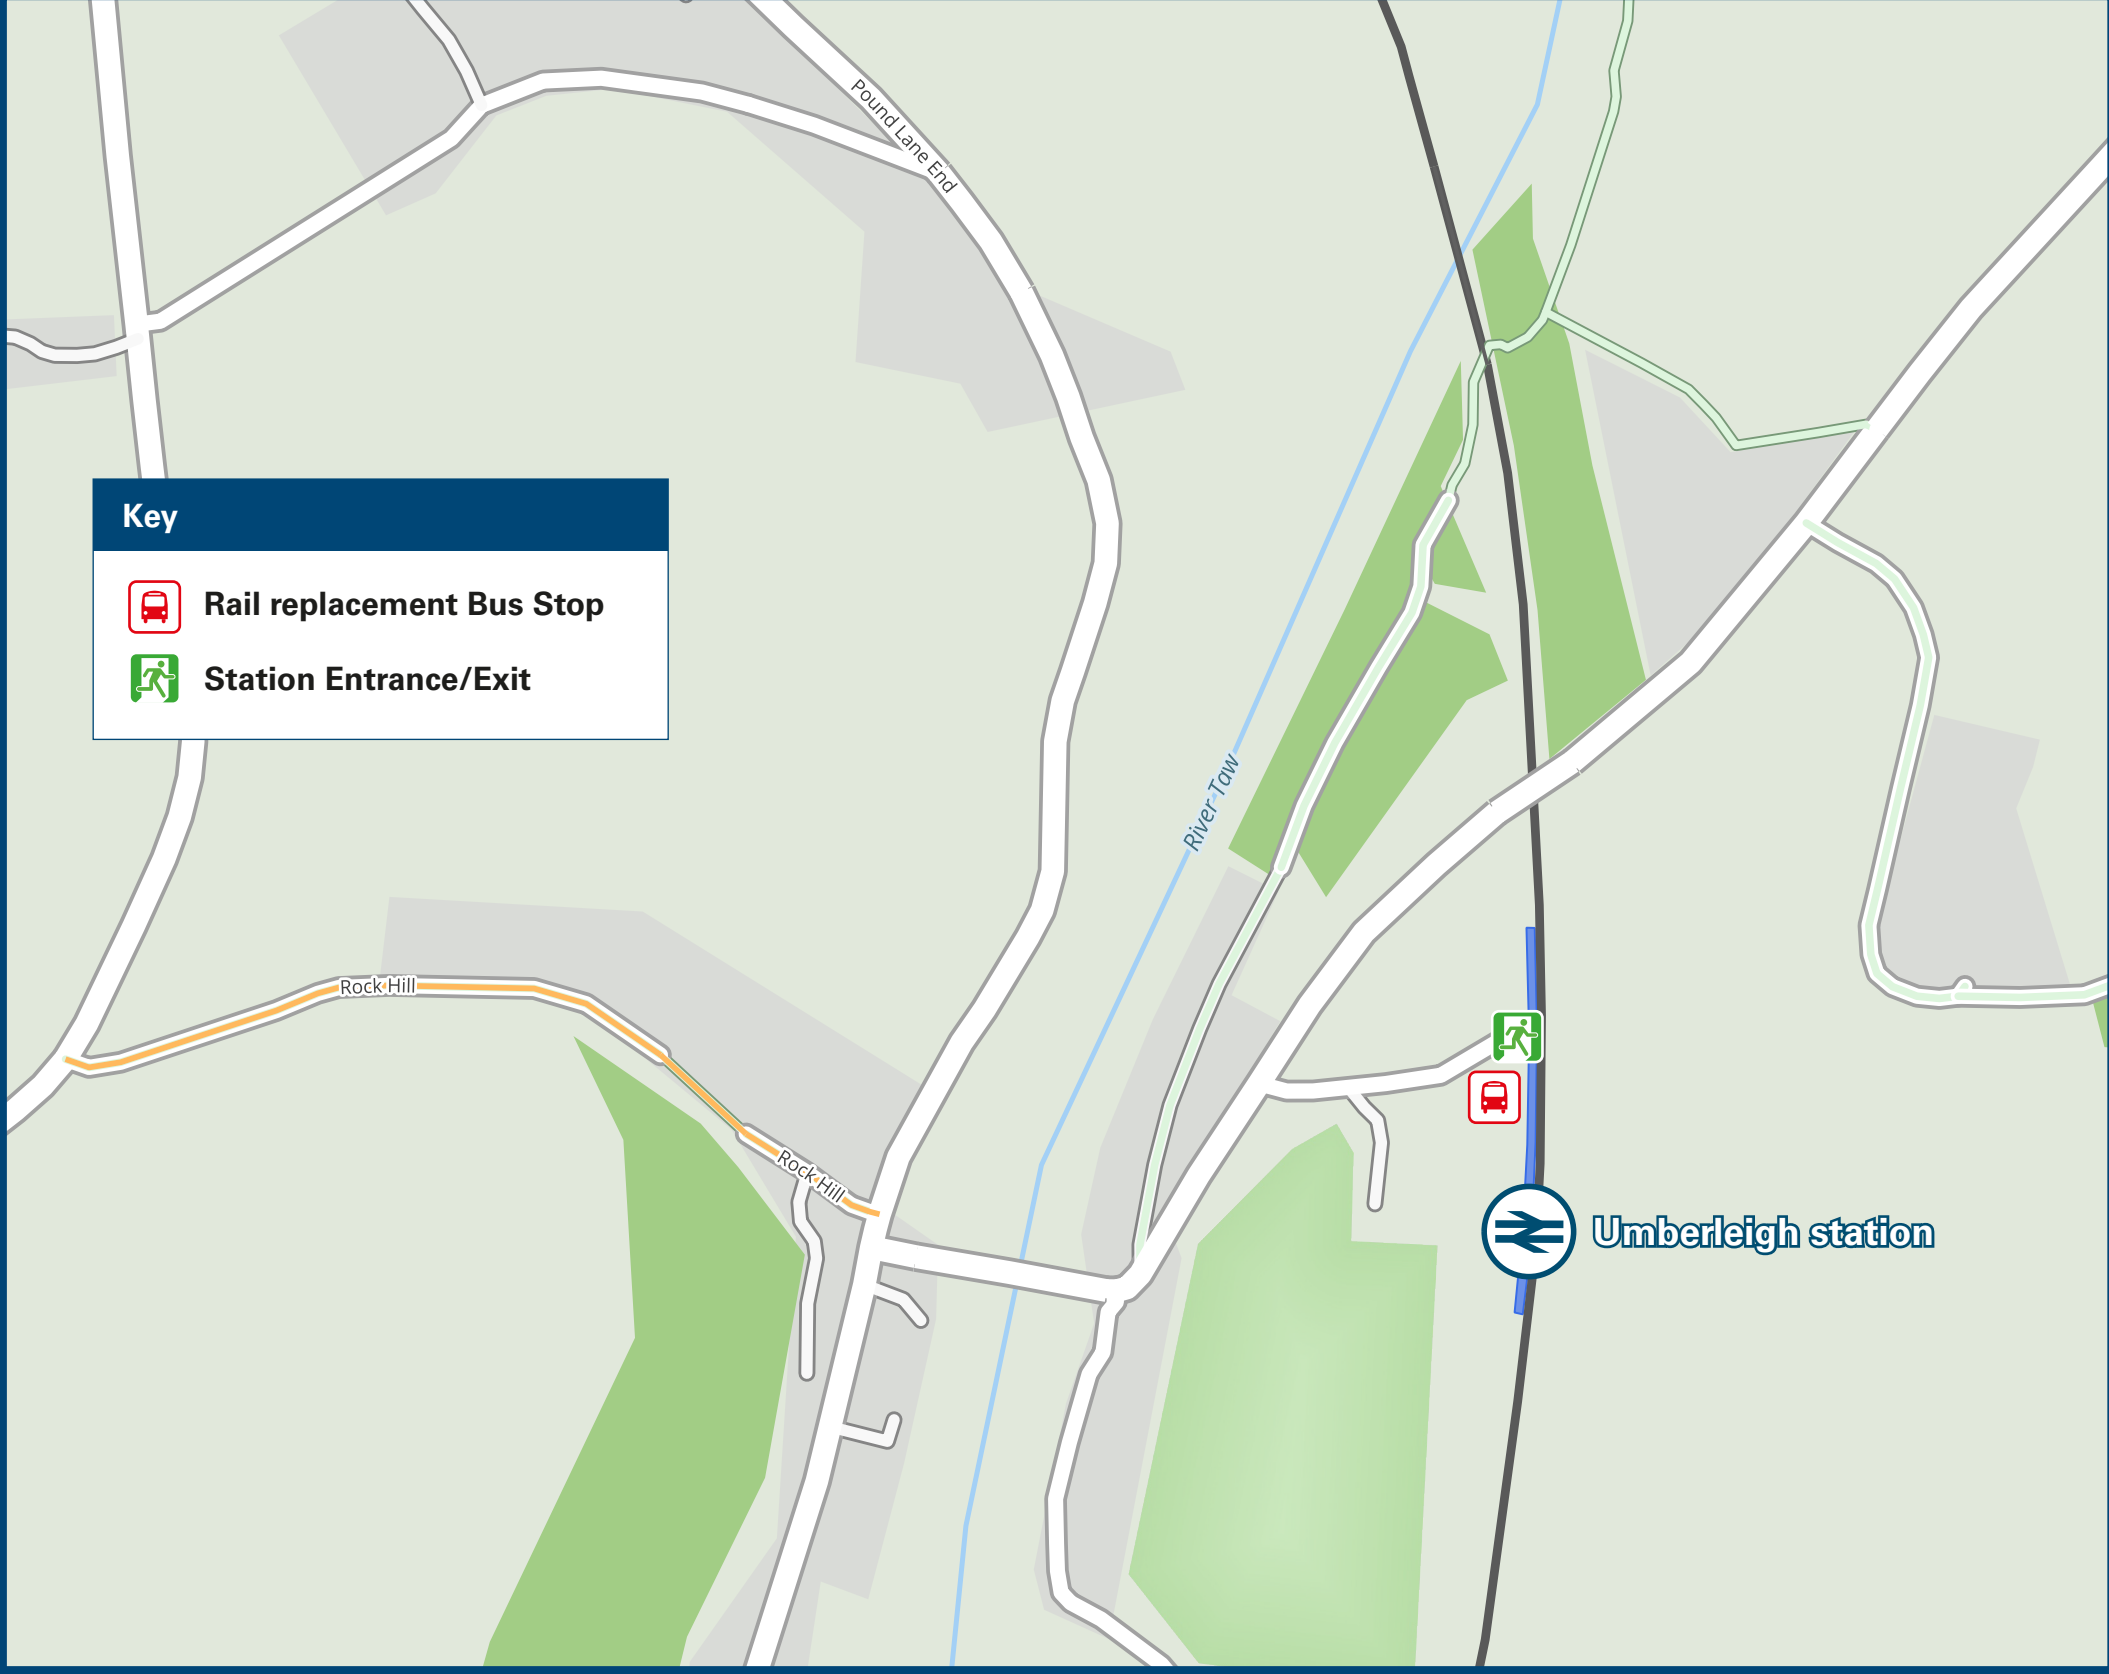 Pound Lane End
Key
Rail replacement Bus Stop
Station Entrance/Exit
River Taw
Rock Hill
Rock Hill
Umberleigh station